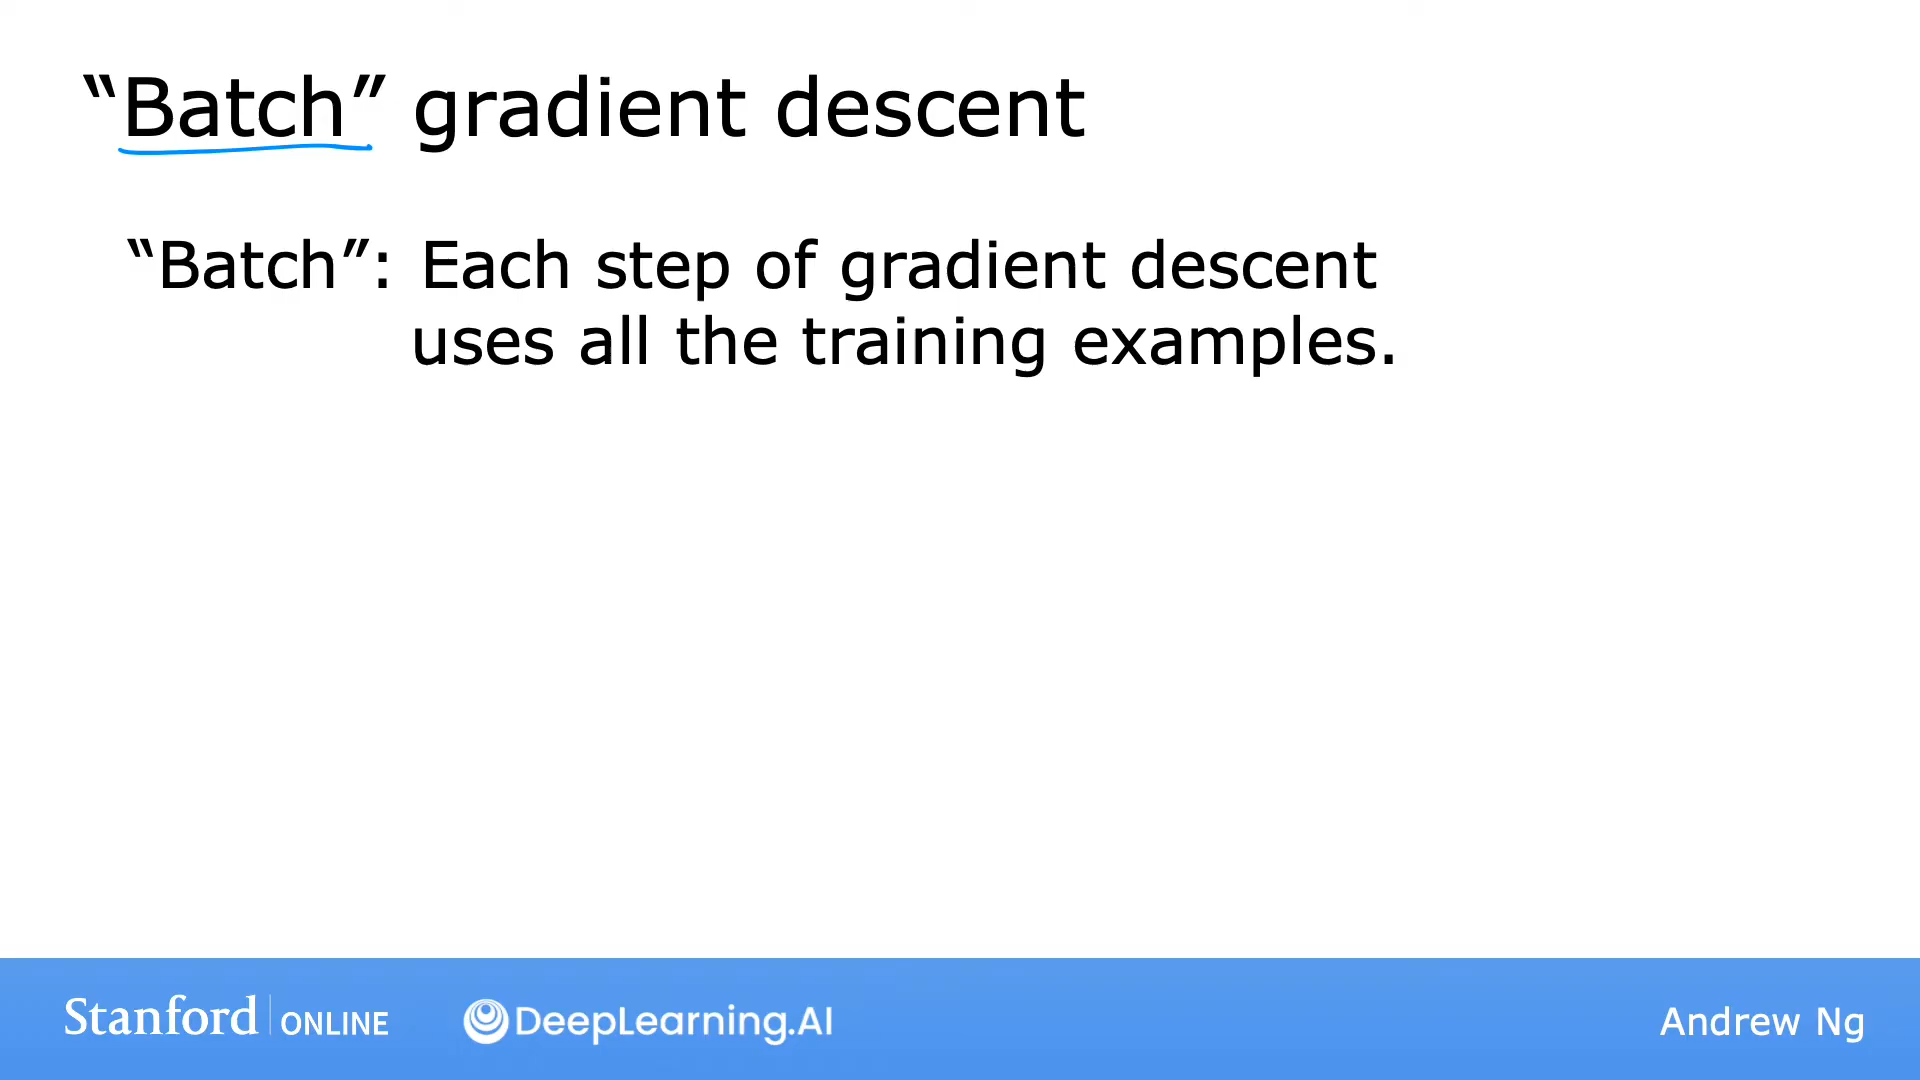 “Batch” gradient descent
“Batch”: Each step of gradient descent
uses all the training examples.
Stanford ONLINE
DeepLearning.AI
Andrew Ng